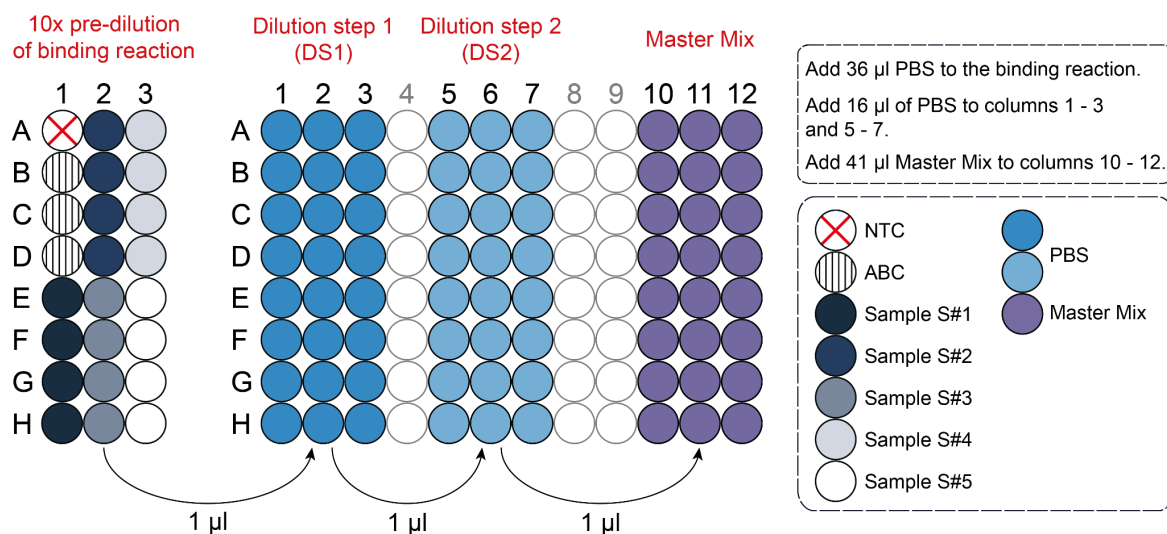 10x pre-dilution
of binding reaction
Dilution step 1
(DS1)
Dilution step 2
(DS2)
Master Mix
1 2 3
1 2 3 4 5 6 7 8 9 10 11 12
A A
B B
C C
D D
E E
F F
G G
H H
1 µl 1 µl 1 µl
Add 36 µl PBS to the binding reaction.
Add 16 µl of PBS to columns 1 - 3
and 5 - 7.
Add 41 µl Master Mix to columns 10 - 12.
NTC
ABC
Sample S#1
Sample S#2
Sample S#3
Sample S#4
Sample S#5
PBS
Master Mix